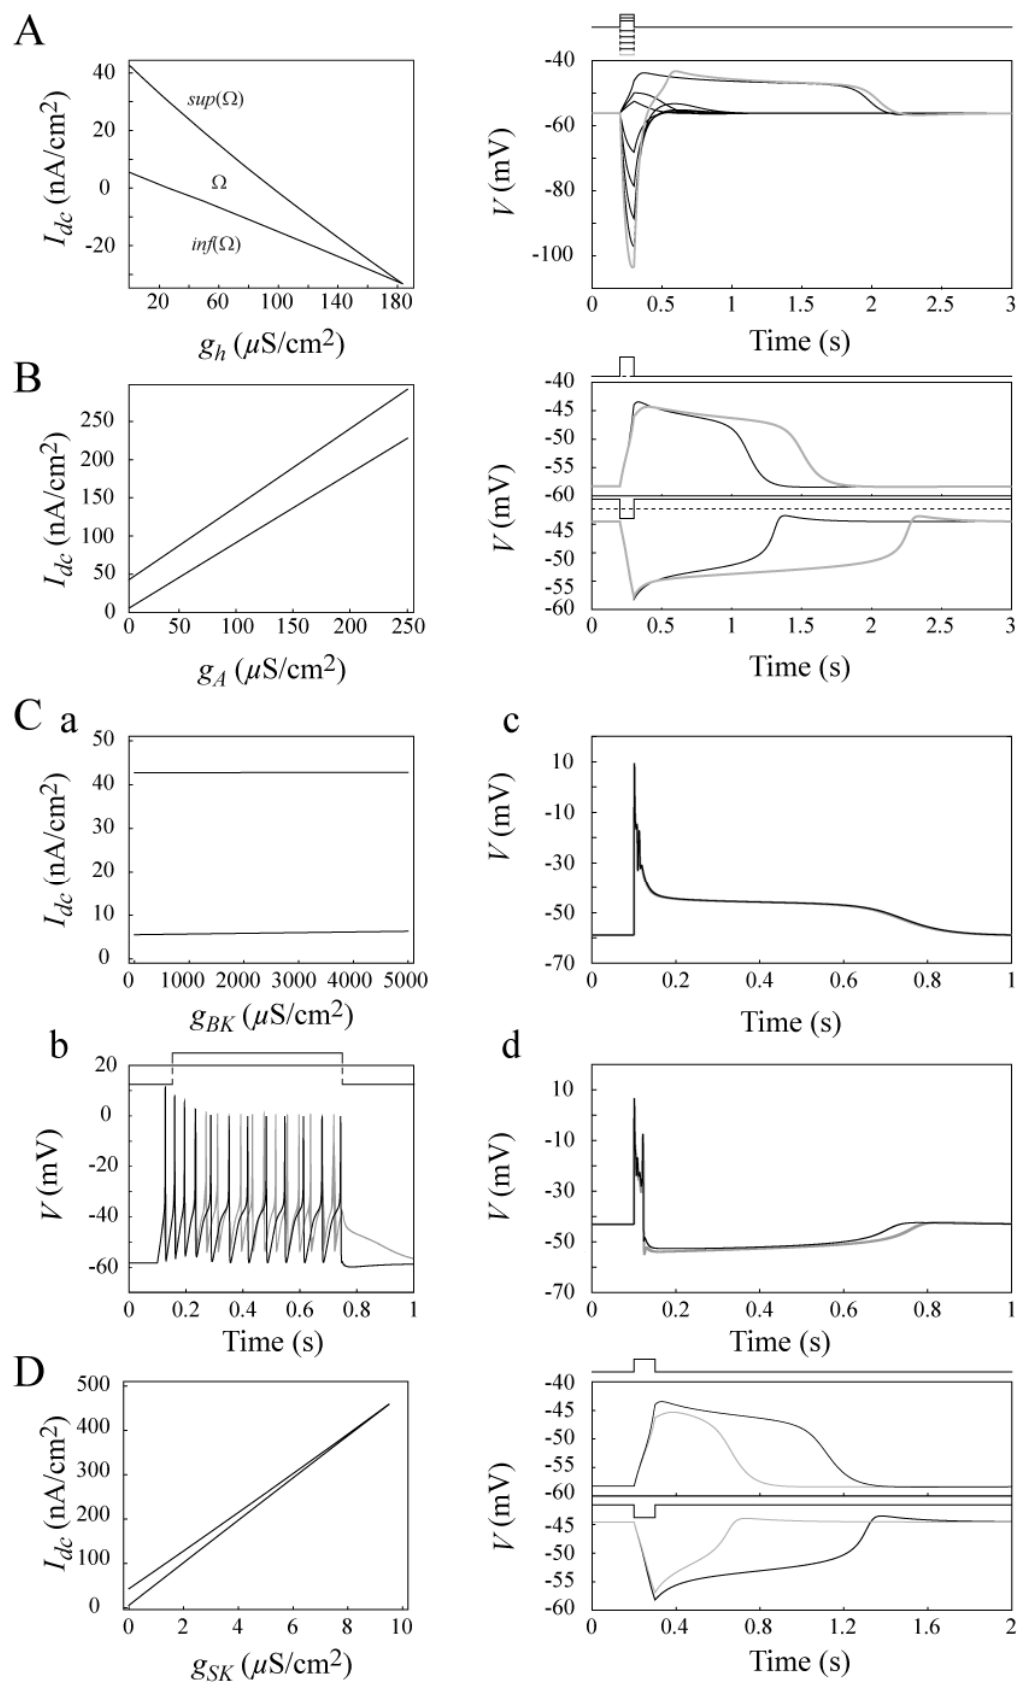 A
40
20
0
-20
I_dc (nA/cm2)
sup(Ω)
Ω
inf(Ω)
20 60 100 140 180
g_h (μS/cm2)
-40
-60
-80
-100
V (mV)
0 0.5 1 1.5 2 2.5 3
Time (s)
B
250
200
150
100
50
0
I_dc (nA/cm2)
0 50 100 150 200 250
g_A (μS/cm2)
-40
-45
-50
-55
-60
V (mV)
-45
-50
-55
-60
V (mV)
0 0.5 1 1.5 2 2.5 3
Time (s)
C a
50
40
30
20
10
0
I_dc (nA/cm2)
0 1000 2000 3000 4000 5000
g_BK (μS/cm2)
c
10
-10
-30
-50
-70
V (mV)
0 0.2 0.4 0.6 0.8 1
Time (s)
b
20
0
-20
-40
-60
V (mV)
0 0.2 0.4 0.6 0.8 1
Time (s)
d
10
-10
-30
-50
-70
V (mV)
0 0.2 0.4 0.6 0.8 1
Time (s)
D
500
400
300
200
100
0
I_dc (nA/cm2)
0 2 4 6 8 10
g_SK (μS/cm2)
-40
-45
-50
-55
-60
V (mV)
-45
-50
-55
-60
V (mV)
0 0.4 0.8 1.2 1.6 2
Time (s)